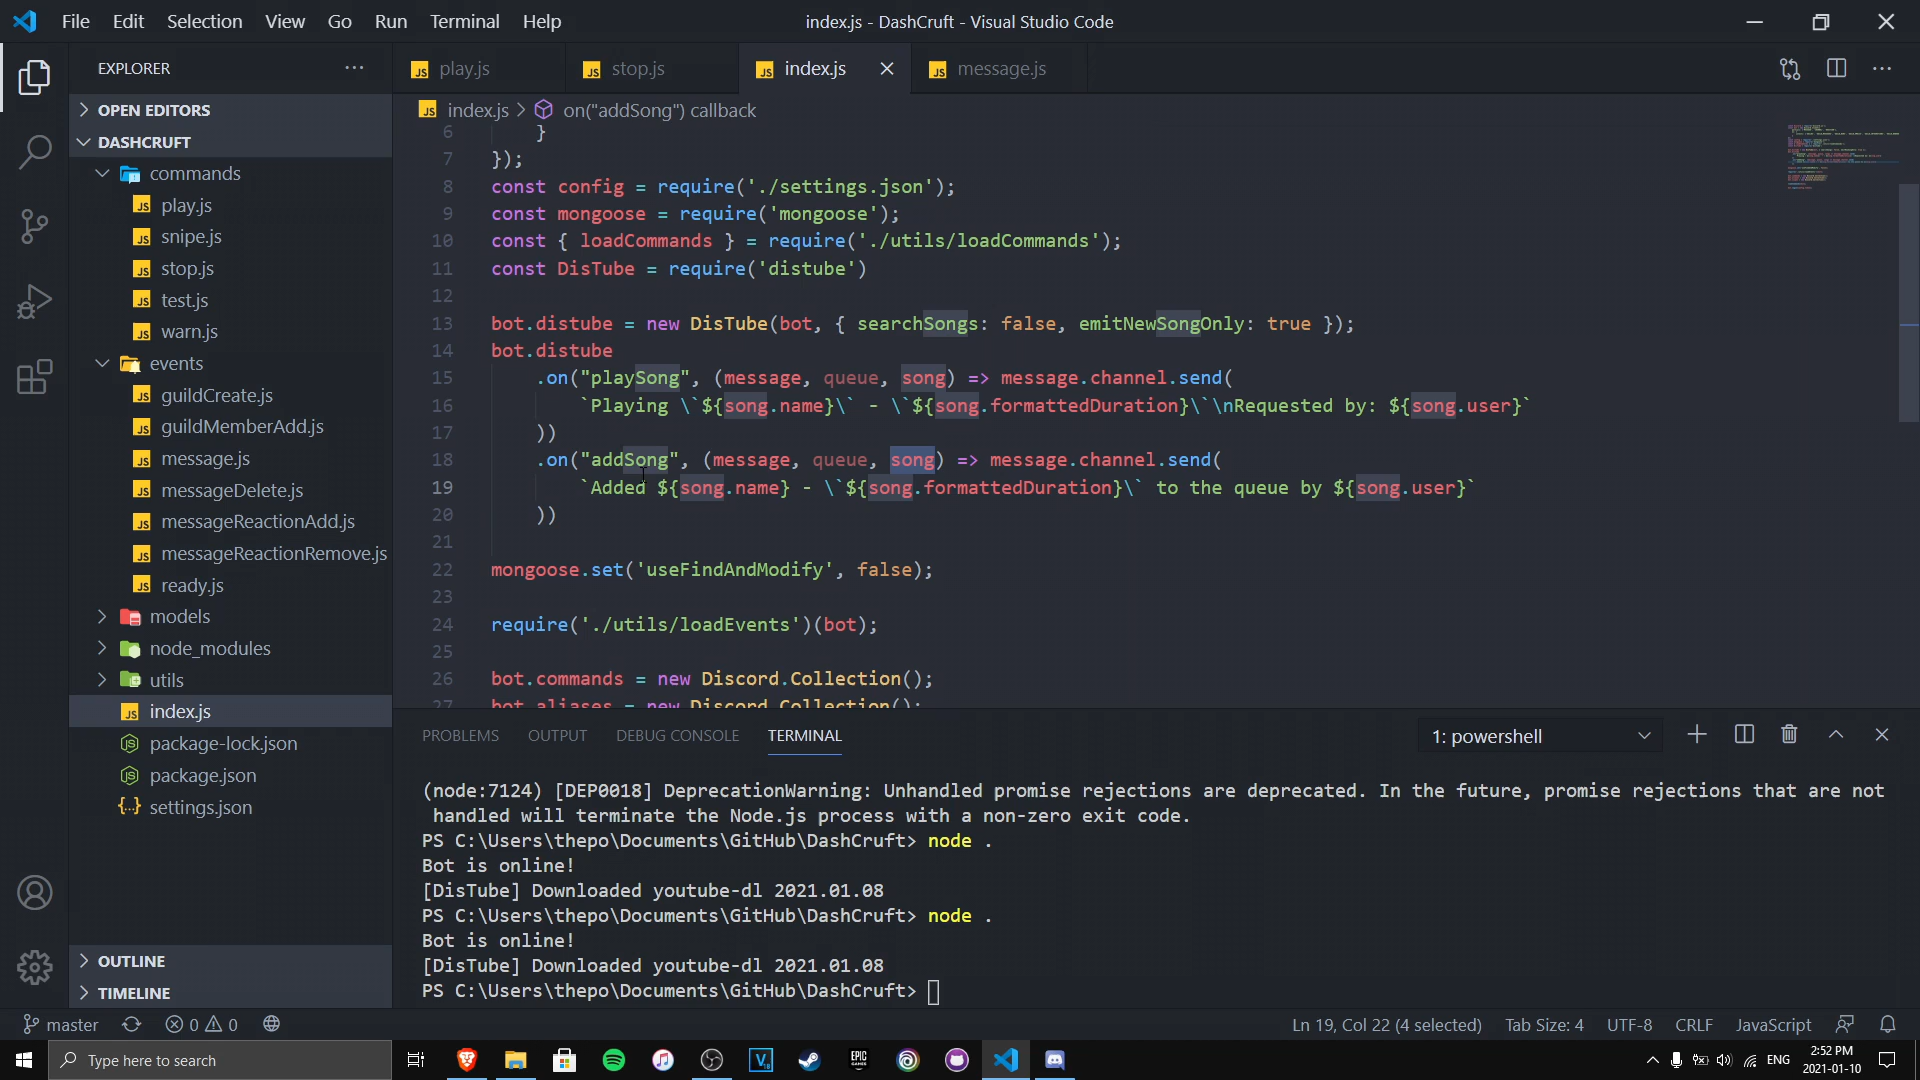 File Edit Selection View Go Run Terminal Help
index.js - DashCruft - Visual Studio Code
EXPLORER
OPEN EDITORS
DASHCRUFT
commands
play.js
snipe.js
stop.js
test.js
warn.js
events
guildCreate.js
guildMemberAdd.js
message.js
messageDelete.js
messageReactionAdd.js
messageReactionRemove.js
ready.js
models
node_modules
utils
index.js
package-lock.json
package.json
settings.json
OUTLINE
TIMELINE
play.js stop.js index.js message.js
index.js > on("addSong") callback
6 }
7 });
8 const config = require('./settings.json');
9 const mongoose = require('mongoose');
10 const { loadCommands } = require('./utils/loadCommands');
11 const DisTube = require('distube')
12
13 bot.distube = new DisTube(bot, { searchSongs: false, emitNewSongOnly: true });
14 bot.distube
15 .on("playSong", (message, queue, song) => message.channel.send(
16 `Playing \`${song.name}\` - \`${song.formattedDuration}\`\nRequested by: ${song.user}`
17 ))
18 .on("addSong", (message, queue, song) => message.channel.send(
19 `Added ${song.name} - \`${song.formattedDuration}\` to the queue by ${song.user}`
20 ))
21
22 mongoose.set('useFindAndModify', false);
23
24 require('./utils/loadEvents')(bot);
25
26 bot.commands = new Discord.Collection();
27 bot.aliases = new Discord.Collection();
PROBLEMS OUTPUT DEBUG CONSOLE TERMINAL
1: powershell
(node:7124) [DEP0018] DeprecationWarning: Unhandled promise rejections are deprecated. In the future, promise rejections that are not
handled will terminate the Node.js process with a non-zero exit code.
PS C:\Users\thepo\Documents\GitHub\DashCruft> node .
Bot is online!
[DisTube] Downloaded youtube-dl 2021.01.08
PS C:\Users\thepo\Documents\GitHub\DashCruft> node .
Bot is online!
[DisTube] Downloaded youtube-dl 2021.01.08
PS C:\Users\thepo\Documents\GitHub\DashCruft>
master 0 0
Ln 19, Col 22 (4 selected) Tab Size: 4 UTF-8 CRLF JavaScript
Type here to search
EPIC GAMES
ENG
2:52 PM
2021-01-10